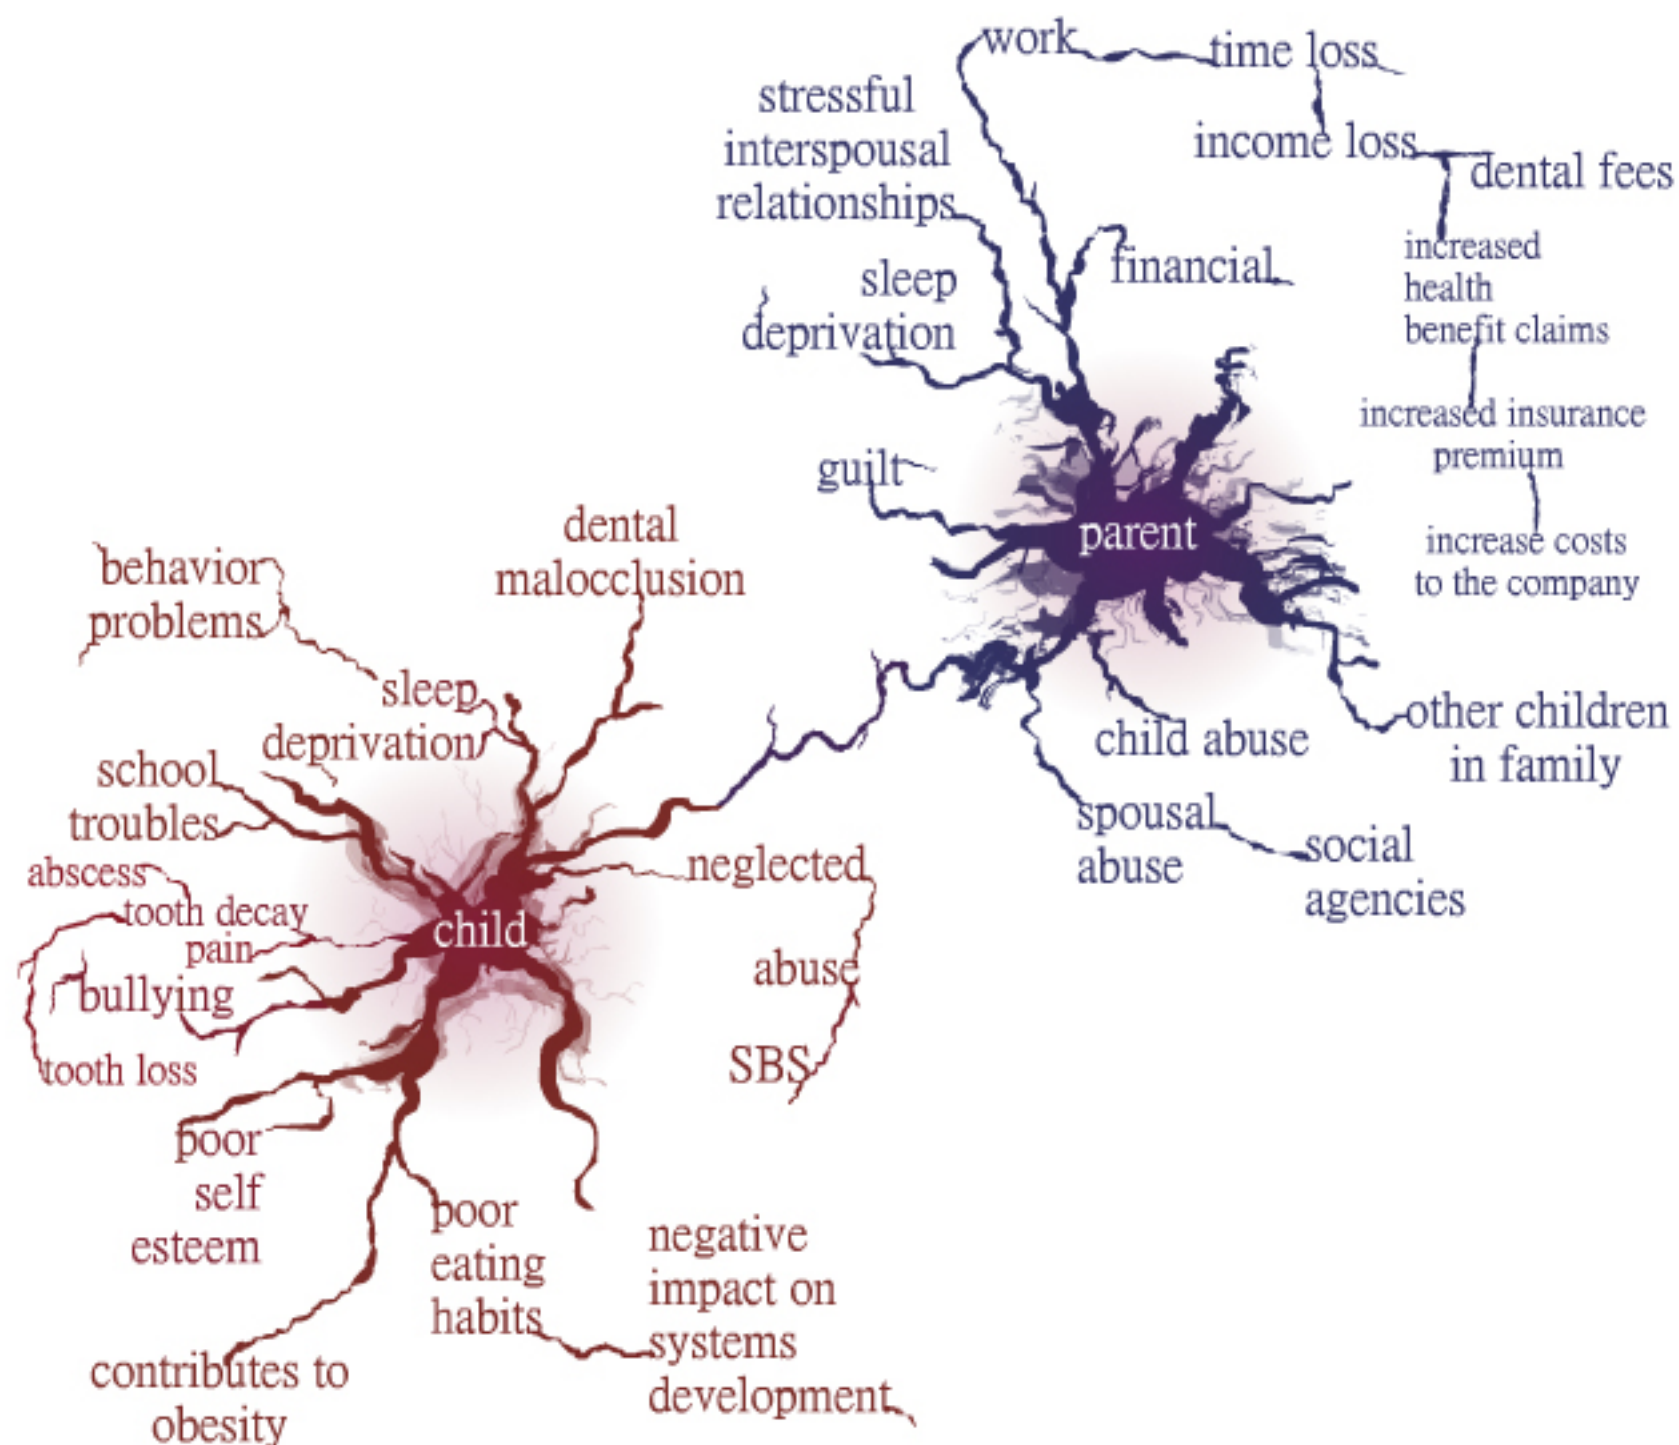 work
time loss
income loss
dental fees
increased
health
benefit claims
increased insurance
premium
increase costs
to the company
stressful
interspousal
relationships
financial
sleep
deprivation
guilt
parent
other children
in family
child abuse
spousal
abuse
social
agencies
dental
malocclusion
behavior
problems
sleep
deprivation
school
troubles
abscess
tooth decay
pain
bullying
tooth loss
child
neglected
abuse
SBS
poor
self
esteem
poor
eating
habits
negative
impact on
systems
development
contributes to
obesity